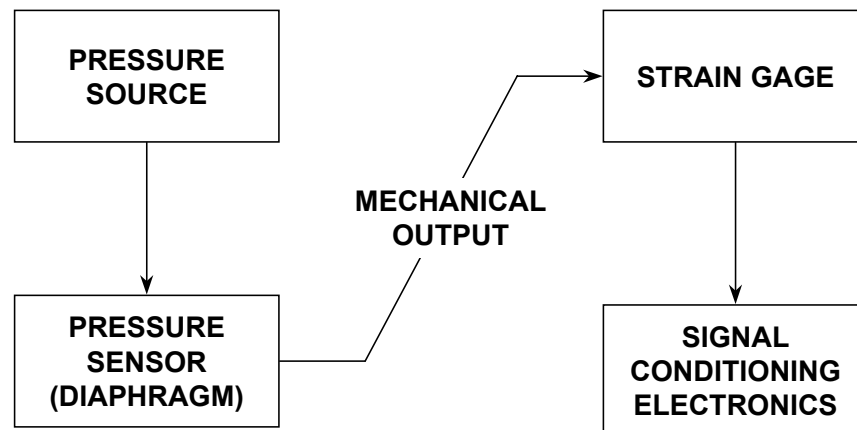 PRESSURE
SOURCE
PRESSURE
SENSOR
(DIAPHRAGM)
MECHANICAL
OUTPUT
STRAIN GAGE
SIGNAL
CONDITIONING
ELECTRONICS